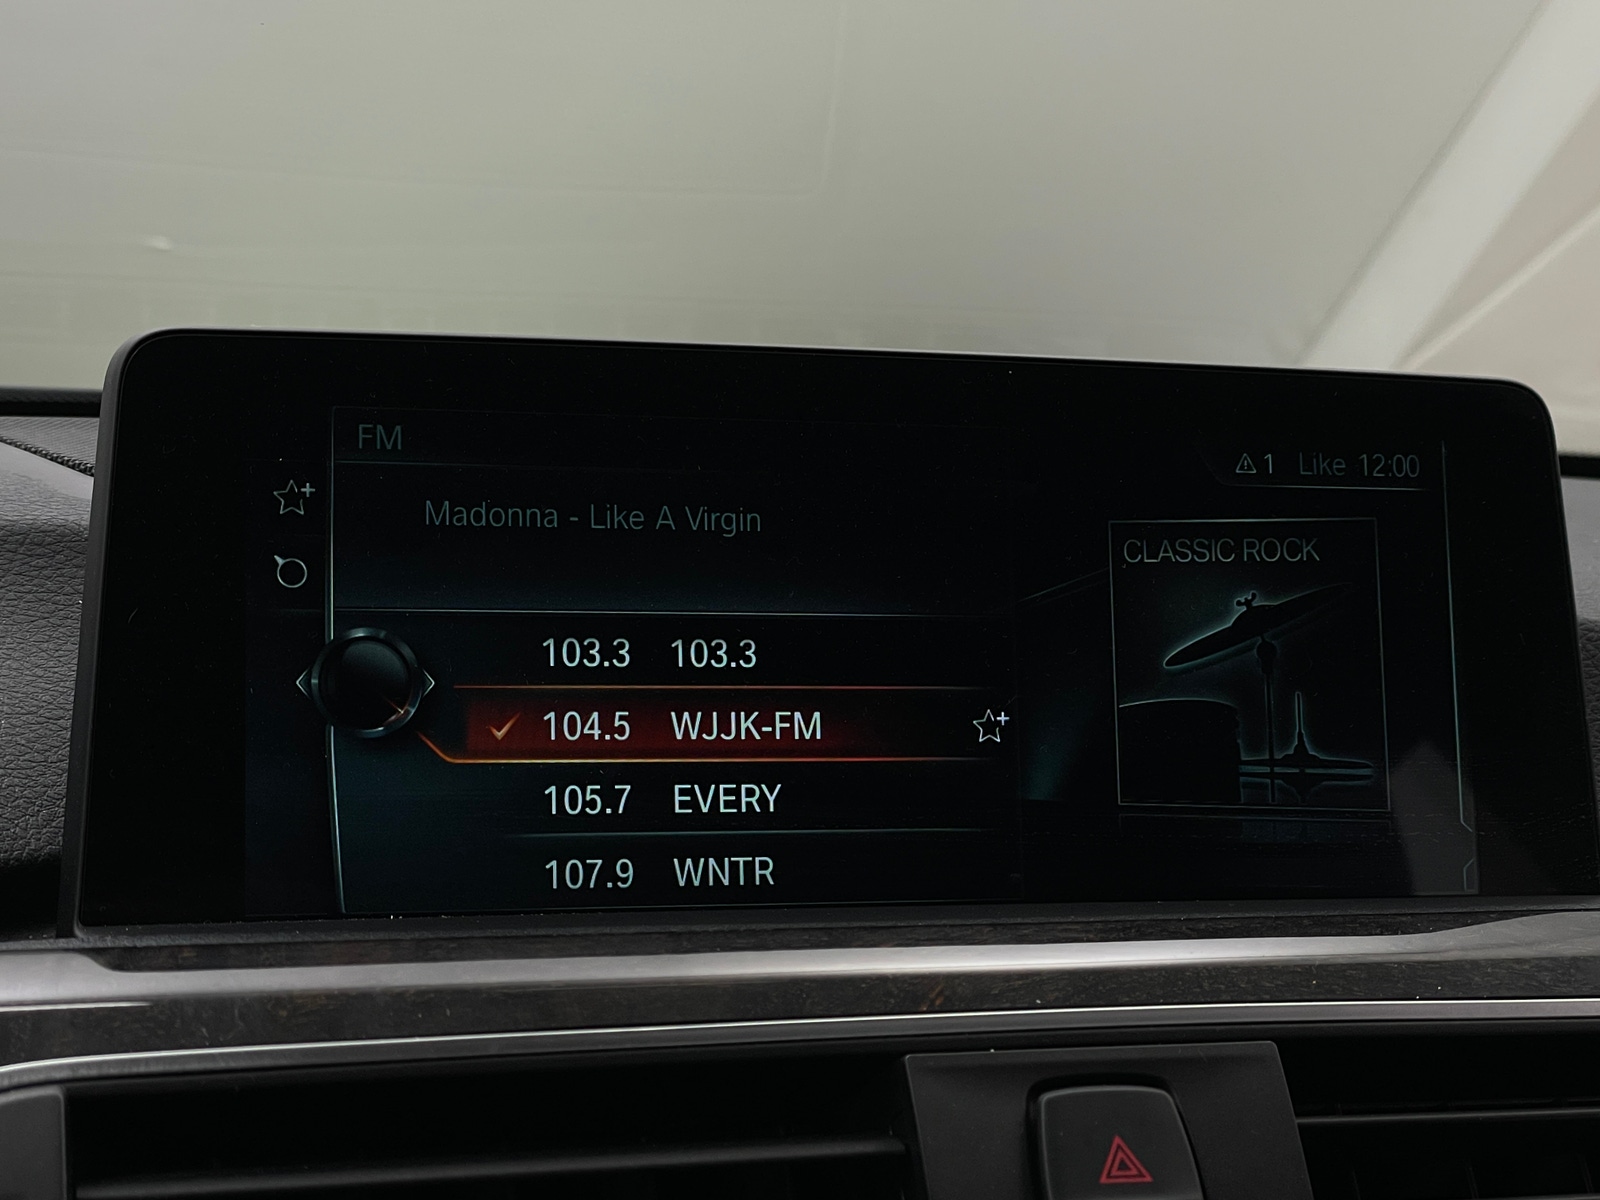 FM
1 Like 12:00
Madonna - Like A Virgin
CLASSIC ROCK
103.3 103.3
104.5 WJJK-FM
105.7 EVERY
107.9 WNTR